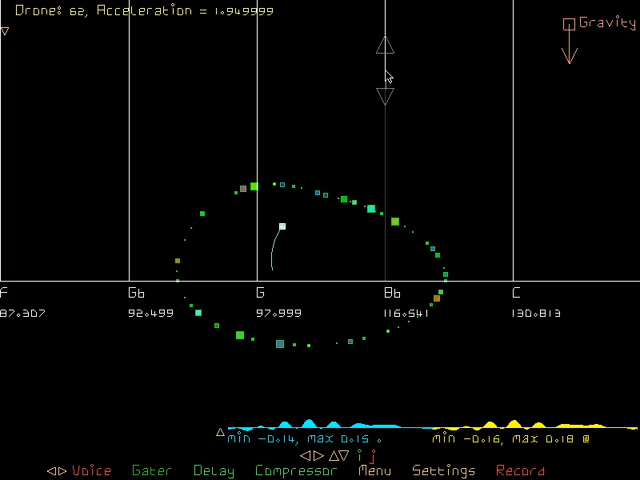 Drone: 62, Acceleration = 1.949999
Gravity
F Gb G Bb C
87.307 92.499 97.999 116.541 130.813
min -0.14, max 0.15 . min -0.16, max 0.18 @
i j
Voice Gater Delay Compressor Menu Settings Record